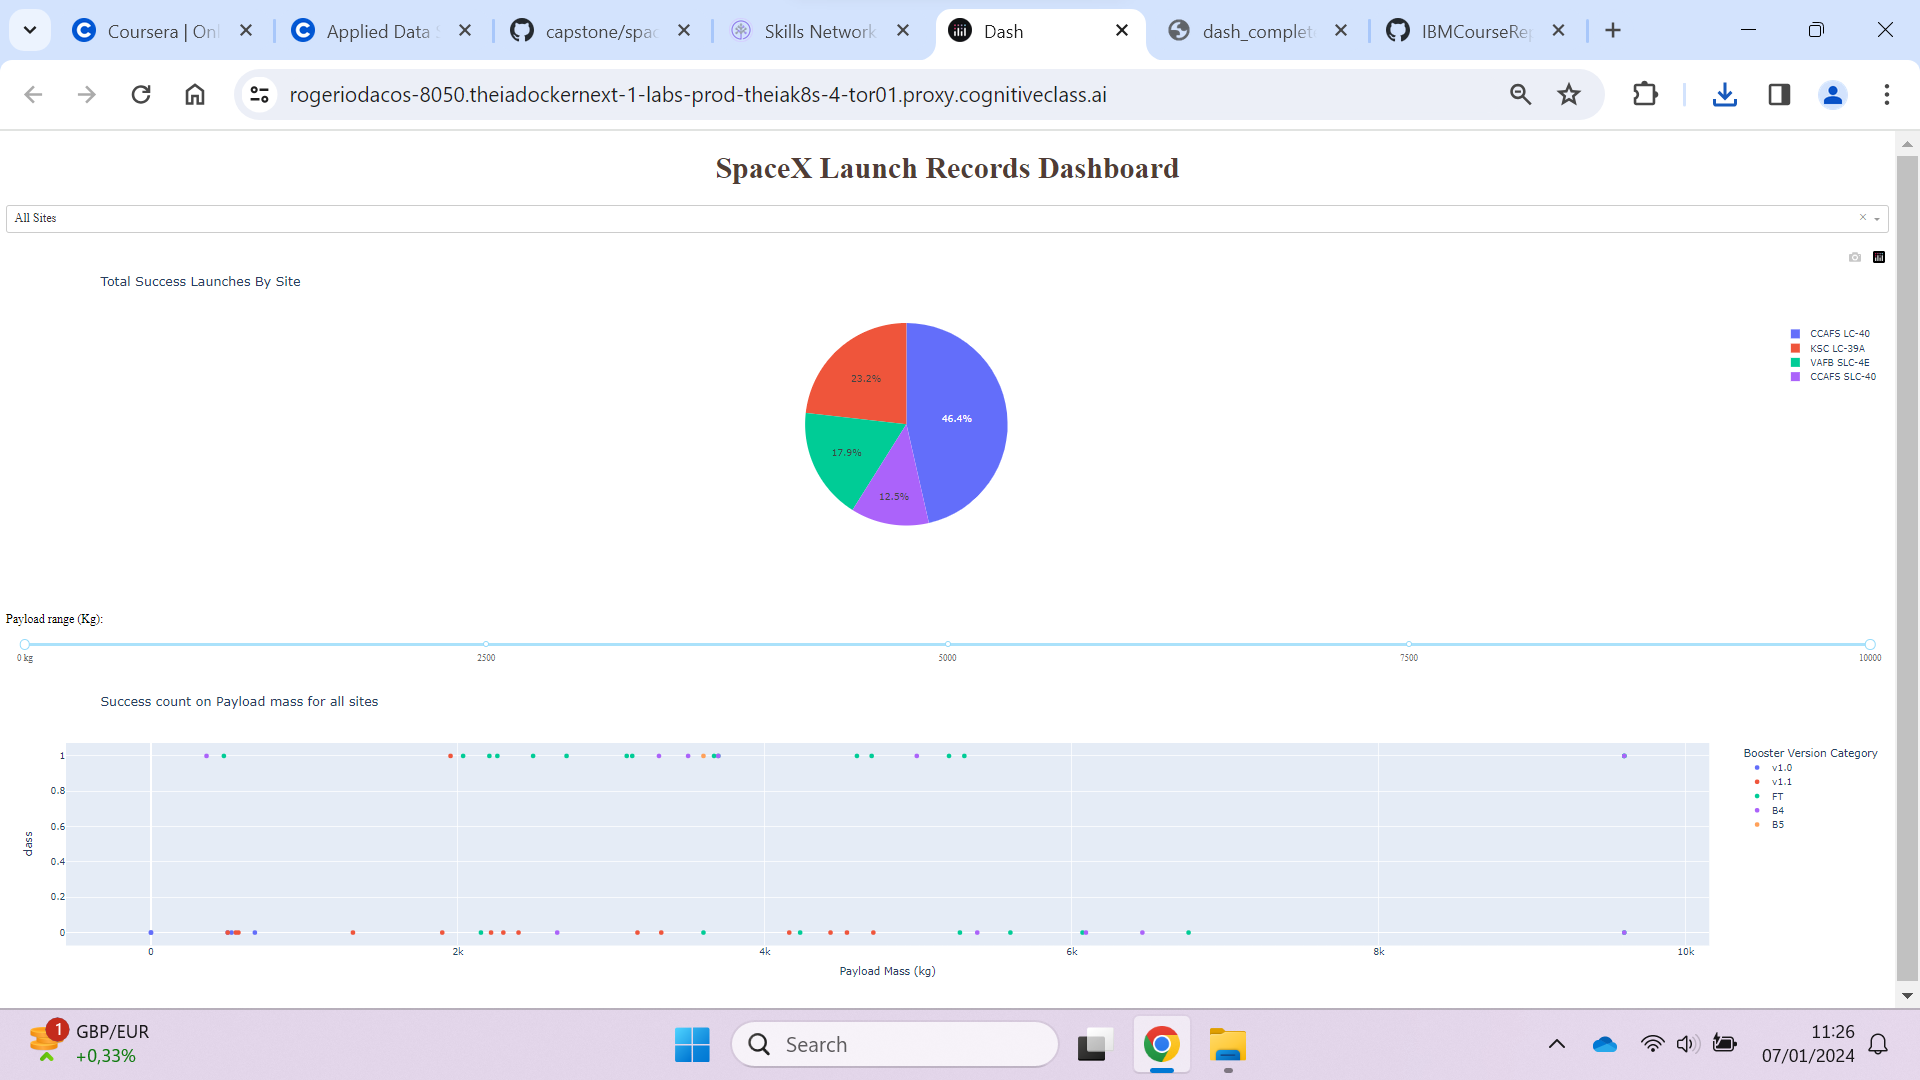 Coursera | Onl
Applied Data S
capstone/spac
Skills Network
Dash
dash_complet
IBMCourseRep
rogeriodacos-8050.theiadockernext-1-labs-prod-theiak8s-4-tor01.proxy.cognitiveclass.ai
SpaceX Launch Records Dashboard
All Sites
Total Success Launches By Site
CCAFS LC-40
KSC LC-39A
VAFB SLC-4E
CCAFS SLC-40
23.2%
46.4%
17.9%
12.5%
Payload range (Kg):
0 kg 2500 5000 7500 10000
Success count on Payload mass for all sites
1
0.8
0.6
0.4
0.2
0
class
0 2k 4k 6k 8k 10k
Payload Mass (kg)
Booster Version Category
v1.0
v1.1
FT
B4
B5
1
GBP/EUR
+0,33%
Search
11:26
07/01/2024